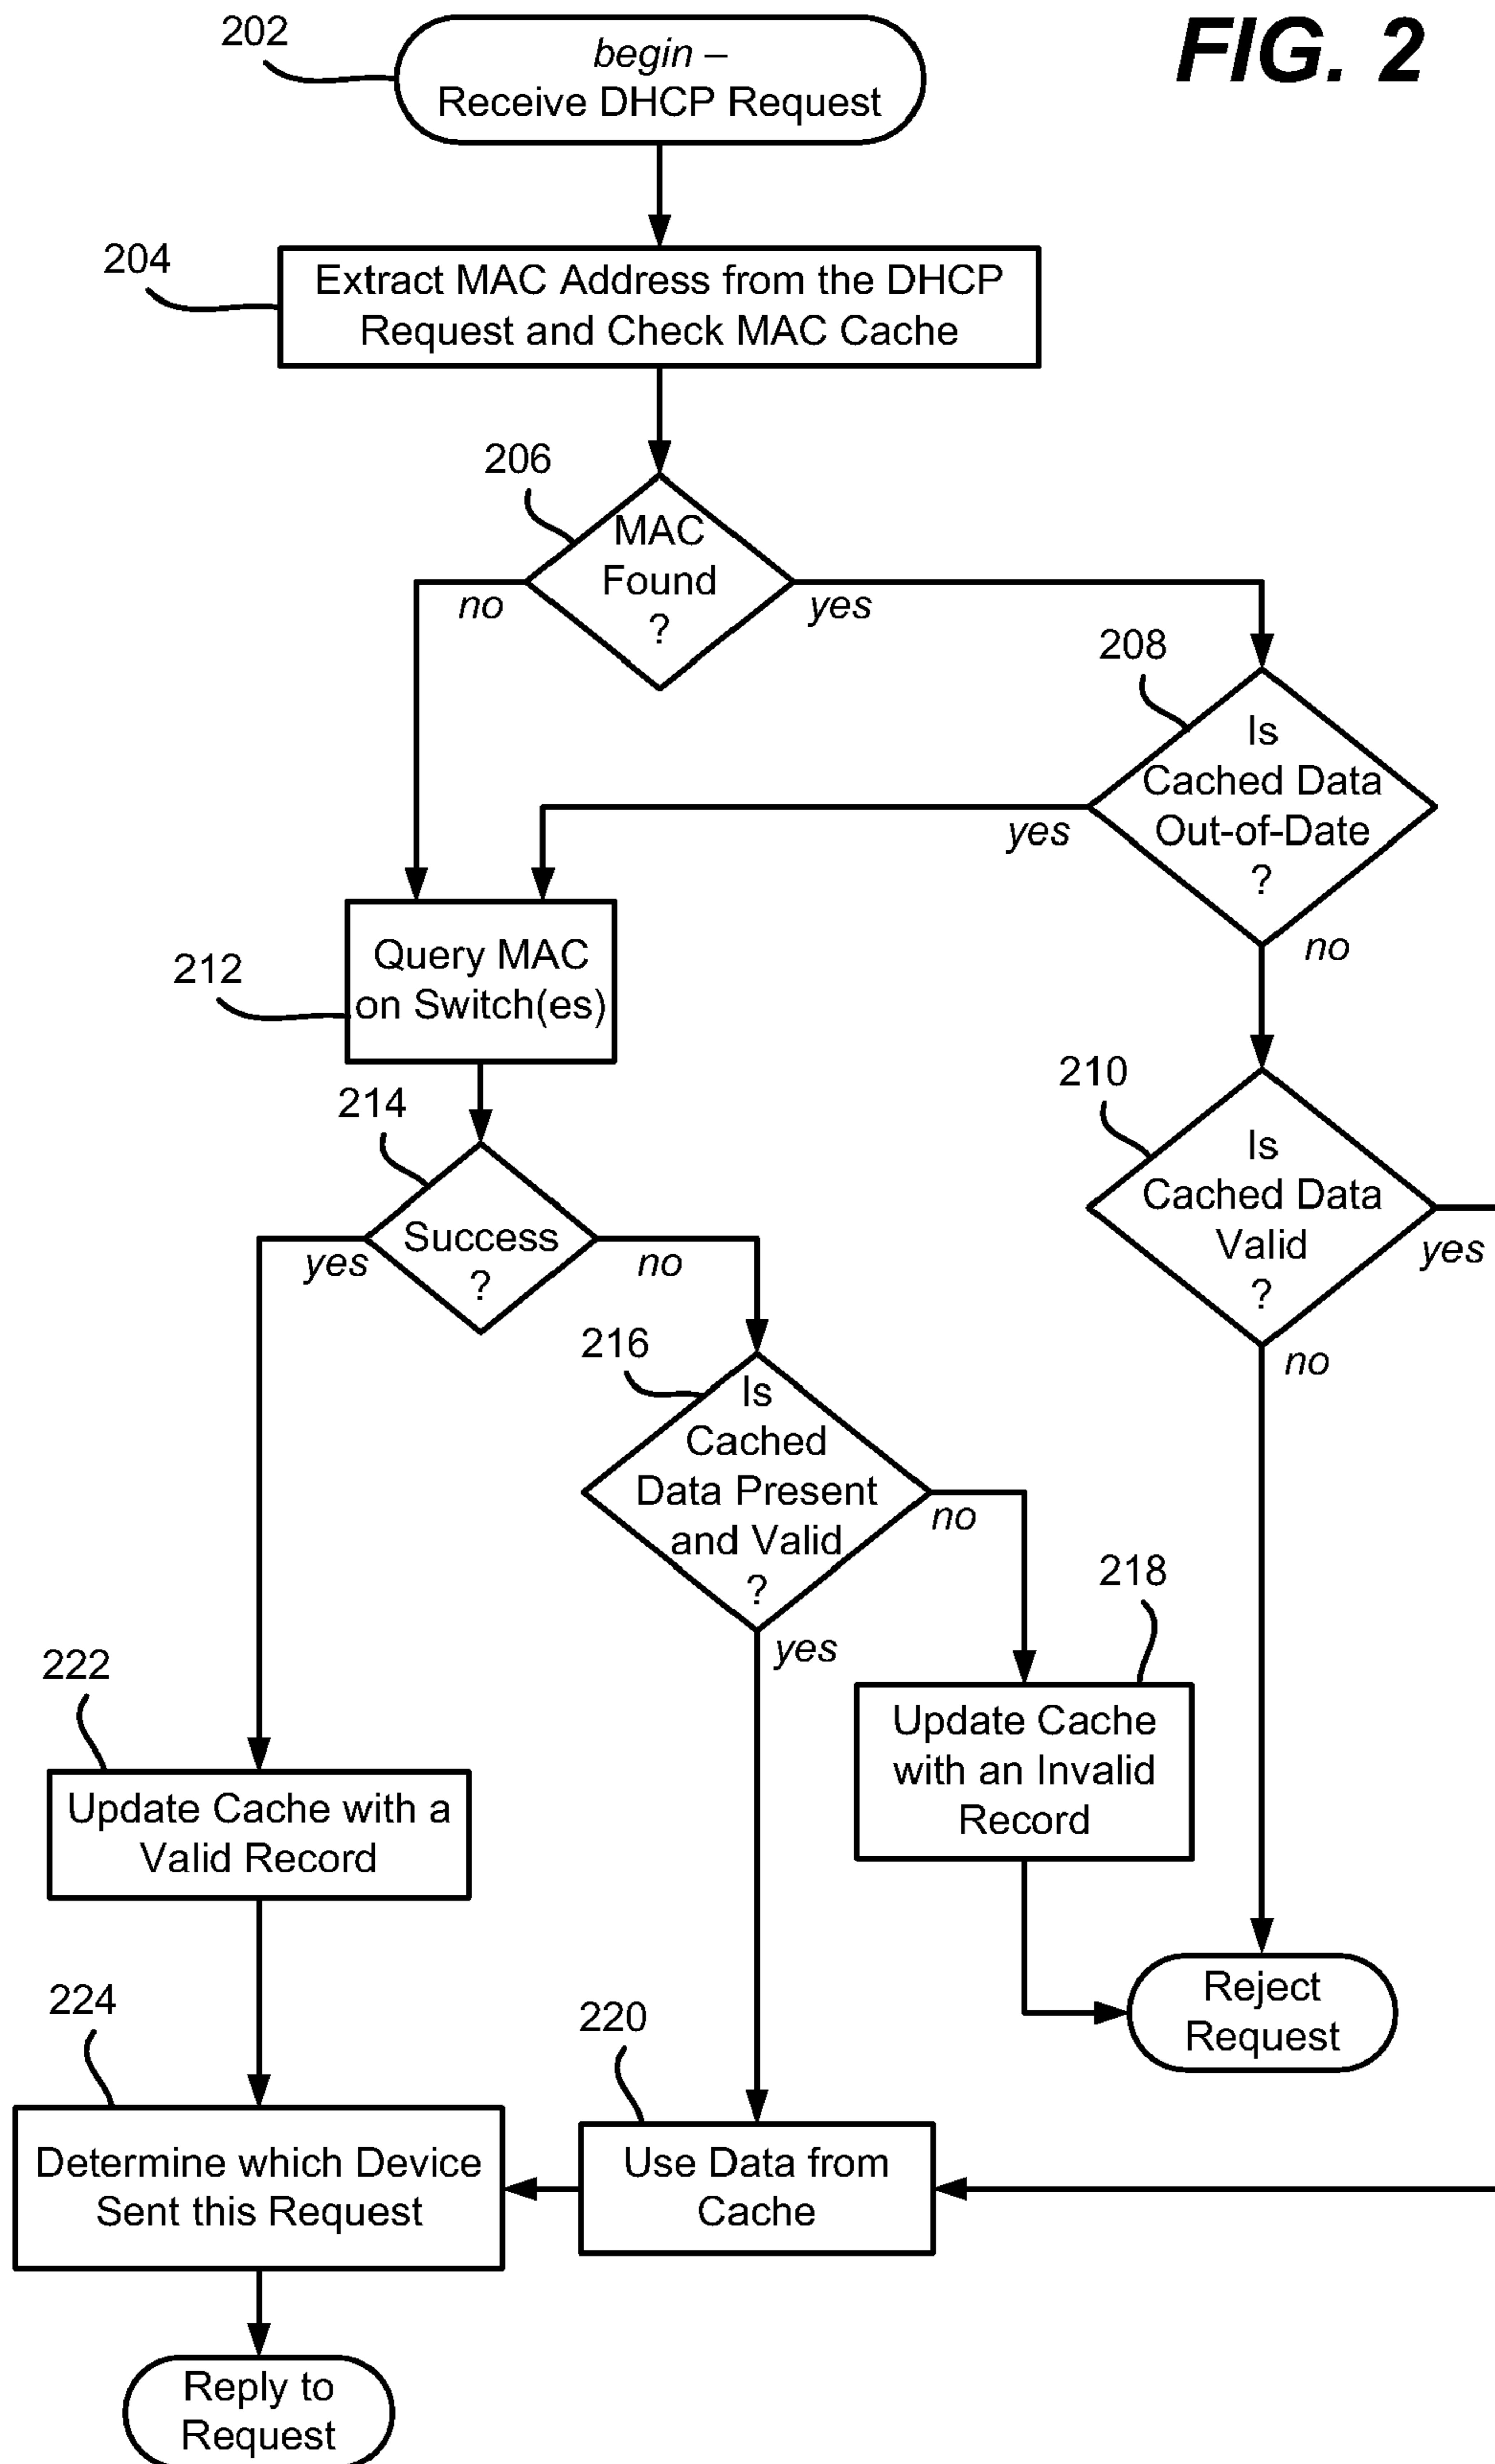 FIG. 2
202
begin –
Receive DHCP Request
204
Extract MAC Address from the DHCP
Request and Check MAC Cache
206
MAC
Found
?
no
yes
208
Is
Cached Data
Out-of-Date
?
yes
no
212
Query MAC
on Switch(es)
210
Is
Cached Data
Valid
?
yes
no
214
Success
?
yes
no
216
Is
Cached
Data Present
and Valid
?
no
yes
218
Update Cache
with an Invalid
Record
222
Update Cache with a
Valid Record
Reject
Request
224
Determine which Device
Sent this Request
220
Use Data from
Cache
Reply to
Request